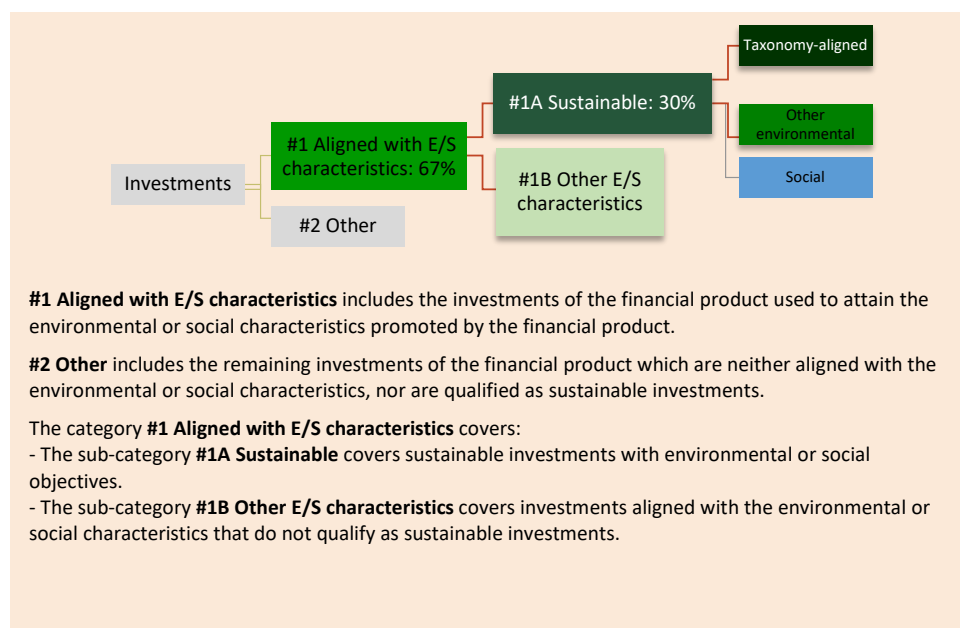 Taxonomy-aligned
#1A Sustainable: 30%
Other
environmental
#1 Aligned with E/S
characteristics: 67%
Investments
#1B Other E/S
characteristics
Social
#2 Other
#1 Aligned with E/S characteristics includes the investments of the financial product used to attain the
environmental or social characteristics promoted by the financial product.
#2 Other includes the remaining investments of the financial product which are neither aligned with the
environmental or social characteristics, nor are qualified as sustainable investments.
The category #1 Aligned with E/S characteristics covers:
- The sub-category #1A Sustainable covers sustainable investments with environmental or social
objectives.
- The sub-category #1B Other E/S characteristics covers investments aligned with the environmental or
social characteristics that do not qualify as sustainable investments.